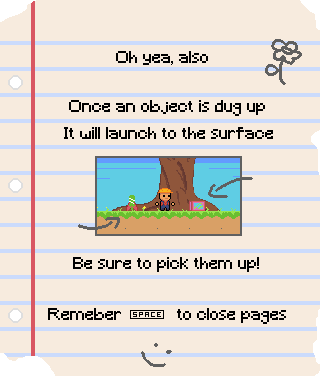 Oh yea, also
Once an object is dug up
It will launch to the surface
Be sure to pick them up!
Remeber SPACE to close pages